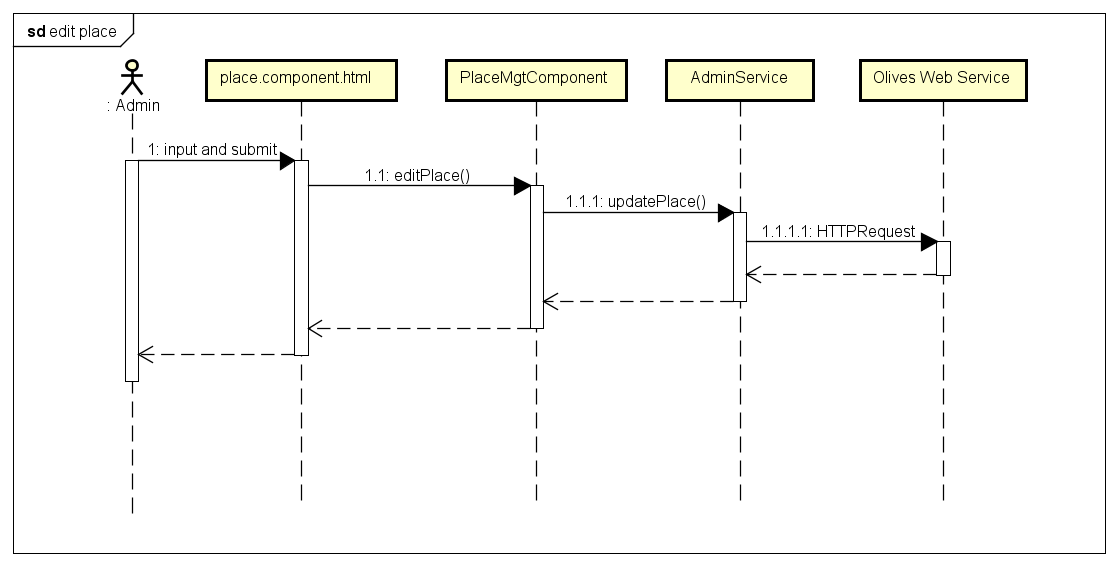 sd edit place
: Admin
place.component.html
PlaceMgtComponent
AdminService
Olives Web Service
1: input and submit
1.1: editPlace()
1.1.1: updatePlace()
1.1.1.1: HTTPRequest